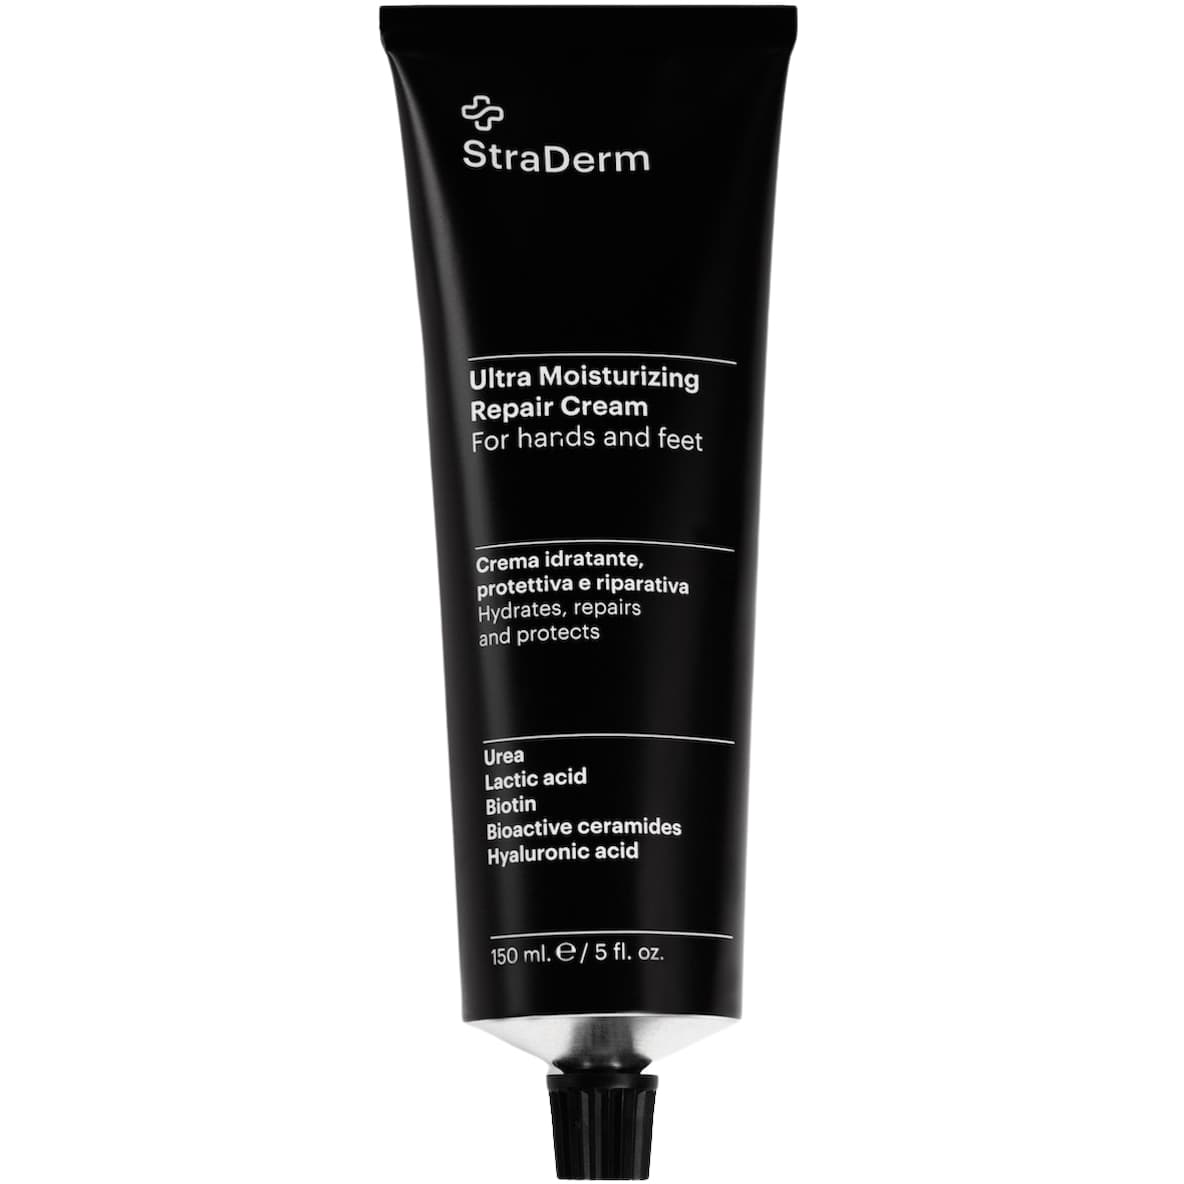 StraDerm
Ultra Moisturizing
Repair Cream
For hands and feet
Crema idratante,
protettiva e riparativa
Hydrates, repairs
and protects
Urea
Lactic acid
Biotin
Bioactive ceramides
Hyaluronic acid
150 ml. ℮ / 5 fl. oz.